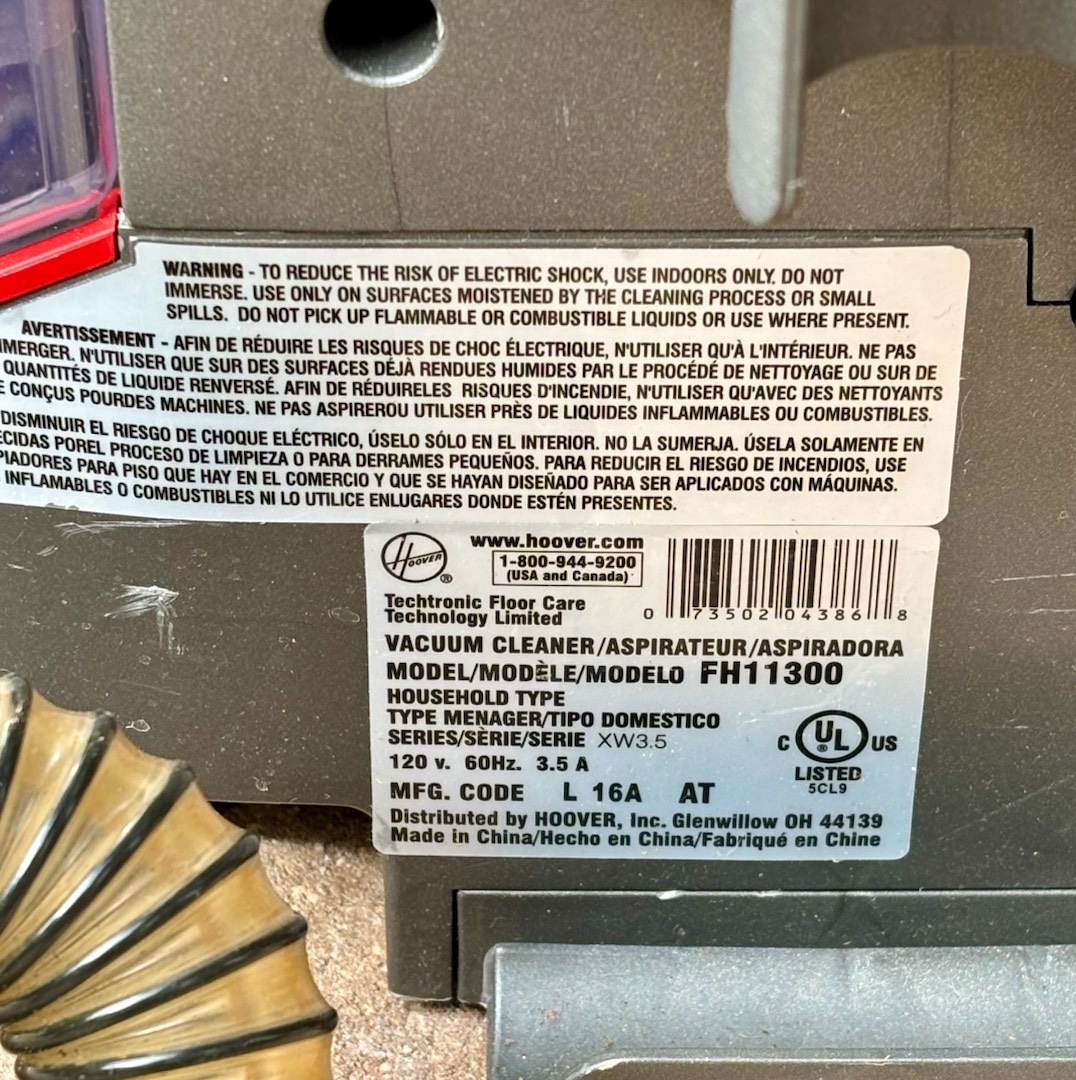 WARNING - TO REDUCE THE RISK OF ELECTRIC SHOCK, USE INDOORS ONLY. DO NOT
IMMERSE. USE ONLY ON SURFACES MOISTENED BY THE CLEANING PROCESS OR SMALL
SPILLS. DO NOT PICK UP FLAMMABLE OR COMBUSTIBLE LIQUIDS OR USE WHERE PRESENT.
AVERTISSEMENT - AFIN DE RÉDUIRE LES RISQUES DE CHOC ÉLECTRIQUE, N'UTILISER QU'À L'INTÉRIEUR. NE PAS
IMMERGER. N'UTILISER QUE SUR DES SURFACES DÉJÀ RENDUES HUMIDES PAR LE PROCÉDÉ DE NETTOYAGE OU SUR DE
QUANTITÉS DE LIQUIDE RENVERSÉ. AFIN DE RÉDUIRELES RISQUES D'INCENDIE, N'UTILISER QU'AVEC DES NETTOYANTS
CONÇUS POURDES MACHINES. NE PAS ASPIREROU UTILISER PRÈS DE LIQUIDES INFLAMMABLES OU COMBUSTIBLES.
DISMINUIR EL RIESGO DE CHOQUE ELÉCTRICO, ÚSELO SÓLO EN EL INTERIOR. NO LA SUMERJA. ÚSELA SOLAMENTE EN
ECIDAS POREL PROCESO DE LIMPIEZA O PARA DERRAMES PEQUEÑOS. PARA REDUCIR EL RIESGO DE INCENDIOS, USE
PIADORES PARA PISO QUE HAY EN EL COMERCIO Y QUE SE HAYAN DISEÑADO PARA SER APLICADOS CON MÁQUINAS.
INFLAMABLES O COMBUSTIBLES NI LO UTILICE ENLUGARES DONDE ESTÉN PRESENTES.
HOOVER ®
www.hoover.com
1-800-944-9200
(USA and Canada)
Techtronic Floor Care
Technology Limited
0 73502 04386 8
VACUUM CLEANER/ASPIRATEUR/ASPIRADORA
MODEL/MODÈLE/MODELO FH11300
HOUSEHOLD TYPE
TYPE MENAGER/TIPO DOMESTICO
SERIES/SÈRIE/SERIE XW3.5
120 v. 60Hz. 3.5 A
C UL ® US
LISTED
5CL9
MFG. CODE L 16A AT
Distributed by HOOVER, Inc. Glenwillow OH 44139
Made in China/Hecho en China/Fabriqué en Chine